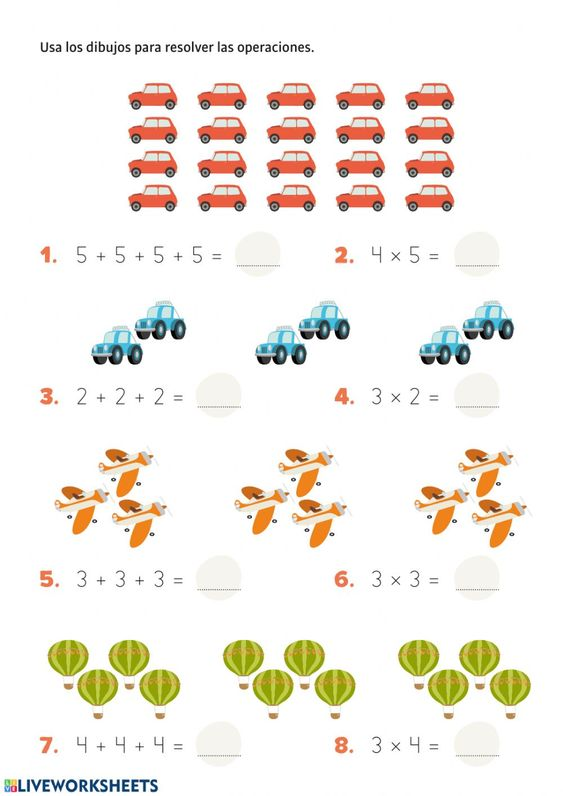 Usa los dibujos para resolver las operaciones.
1. 5 + 5 + 5 + 5 =
2. 4 × 5 =
3. 2 + 2 + 2 =
4. 3 × 2 =
5. 3 + 3 + 3 =
6. 3 × 3 =
7. 4 + 4 + 4 =
8. 3 × 4 =
LIVEWORKSHEETS